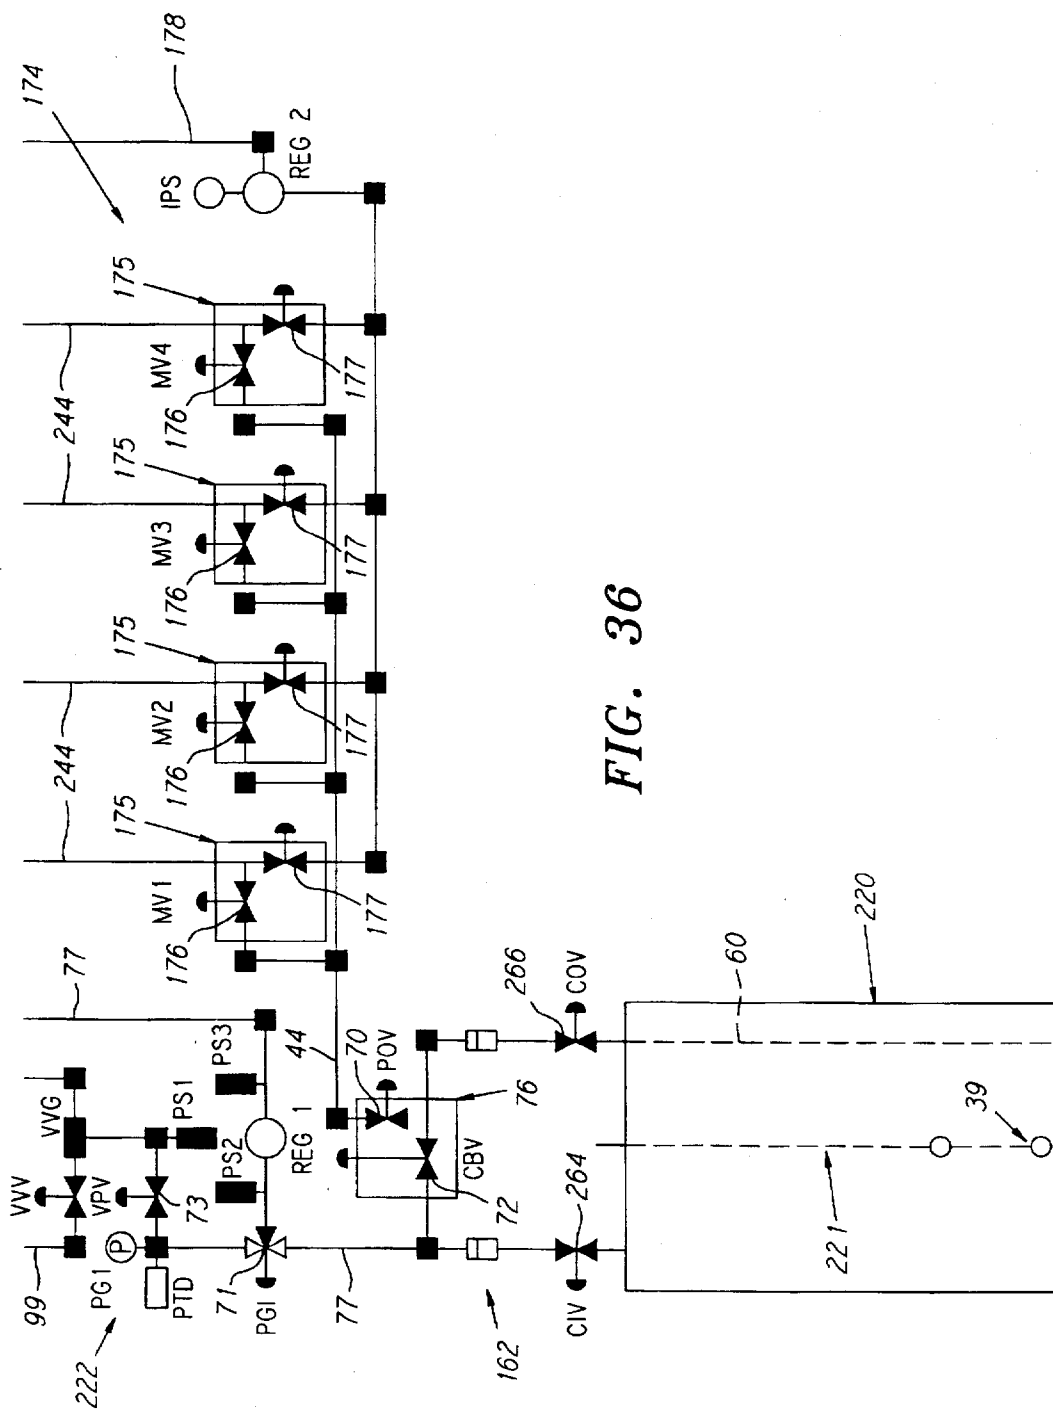 174
178
IPS
REG 2
244
175
MV4
176
177
175
MV3
176
177
244
175
MV2
176
177
175
MV1
176
177
77
44
VVG
VVV
99
PS1
VPV
73
PG1
P
PTD
222
PS3
PS2
REG 1
71
PGI
77
70
POV
76
CBV
72
266
COV
264
CIV
162
220
60
221
39
FIG. 36